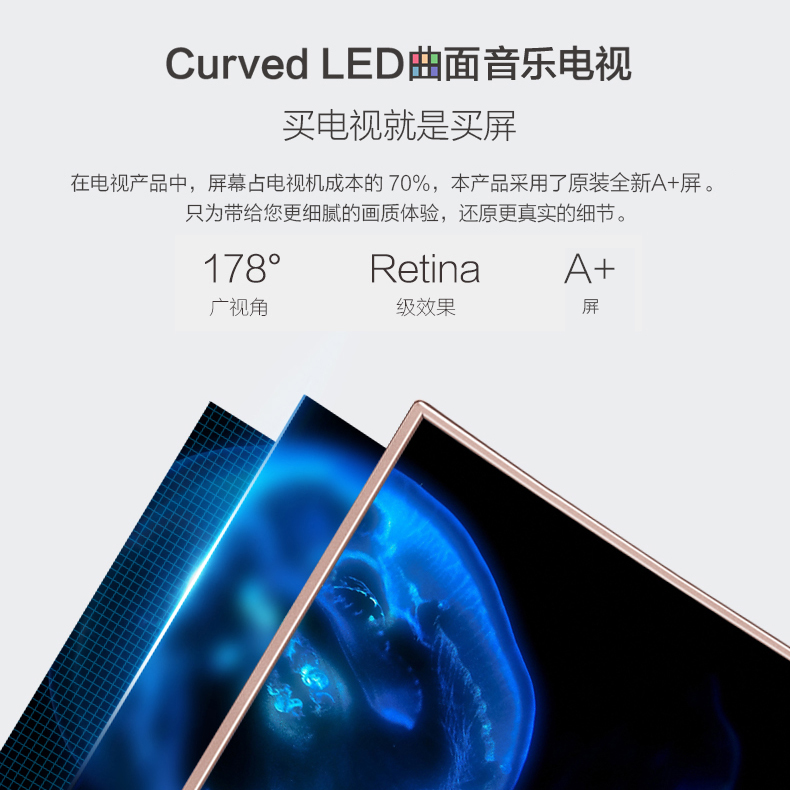 Curved LED曲面音乐电视
买电视就是买屏
在电视产品中，屏幕占电视机成本的 70%，本产品采用了原装全新A+屏 。
只为带给您更细腻的画质体验，还原更真实的细节。
178° Retina A+
广视角 级效果 屏